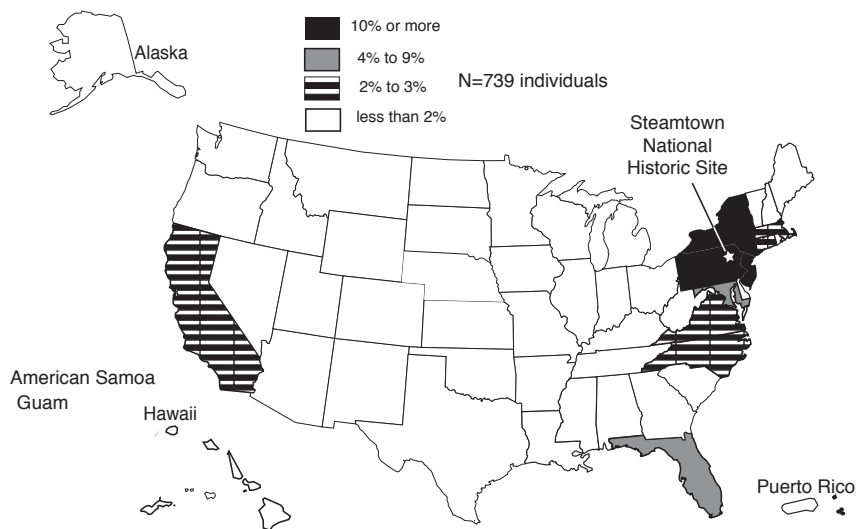 Alaska
10% or more
4% to 9%
2% to 3%
less than 2%
N=739 individuals
Steamtown
National
Historic Site
American Samoa
Guam
Hawaii
Puerto Rico